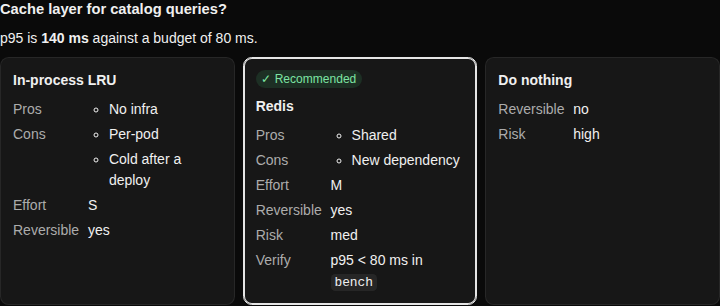 Cache layer for catalog queries?
p95 is 140 ms against a budget of 80 ms.
In-process LRU
Pros
No infra
Cons
Per-pod
Cold after a
deploy
Effort S
Reversible yes
✓ Recommended
Redis
Pros
Shared
Cons
New dependency
Effort M
Reversible yes
Risk med
Verify p95 < 80 ms in
bench
Do nothing
Reversible no
Risk high